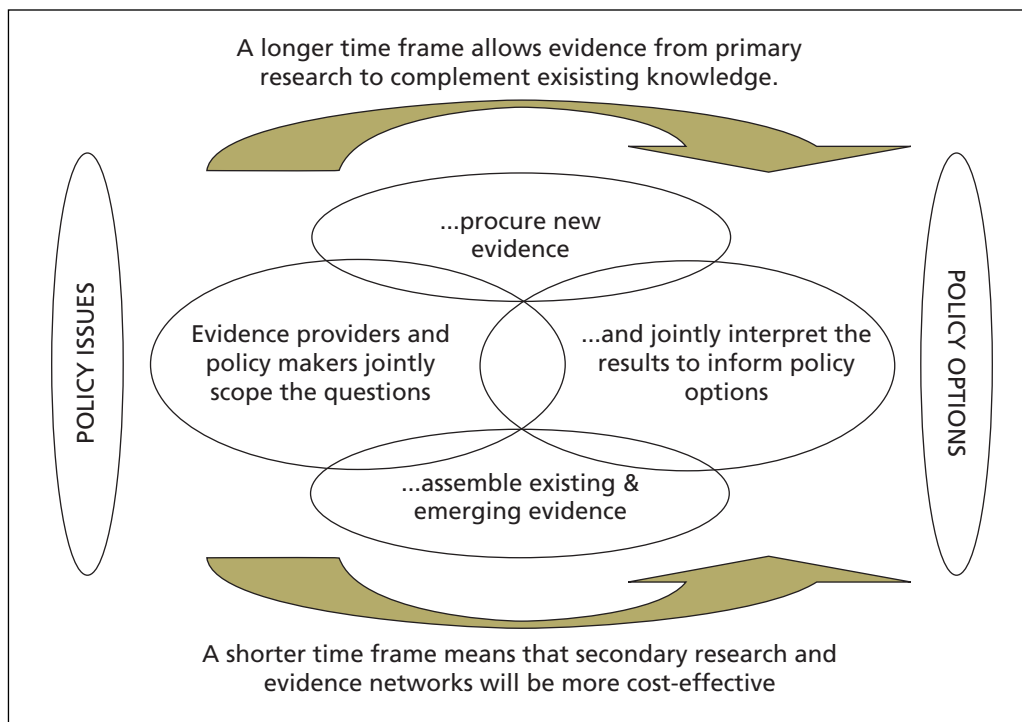 A longer time frame allows evidence from primary
research to complement exisisting knowledge.
POLICY ISSUES
...procure new
evidence
Evidence providers and
policy makers jointly
scope the questions
...and jointly interpret the
results to inform policy
options
...assemble existing &
emerging evidence
POLICY OPTIONS
A shorter time frame means that secondary research and
evidence networks will be more cost-effective